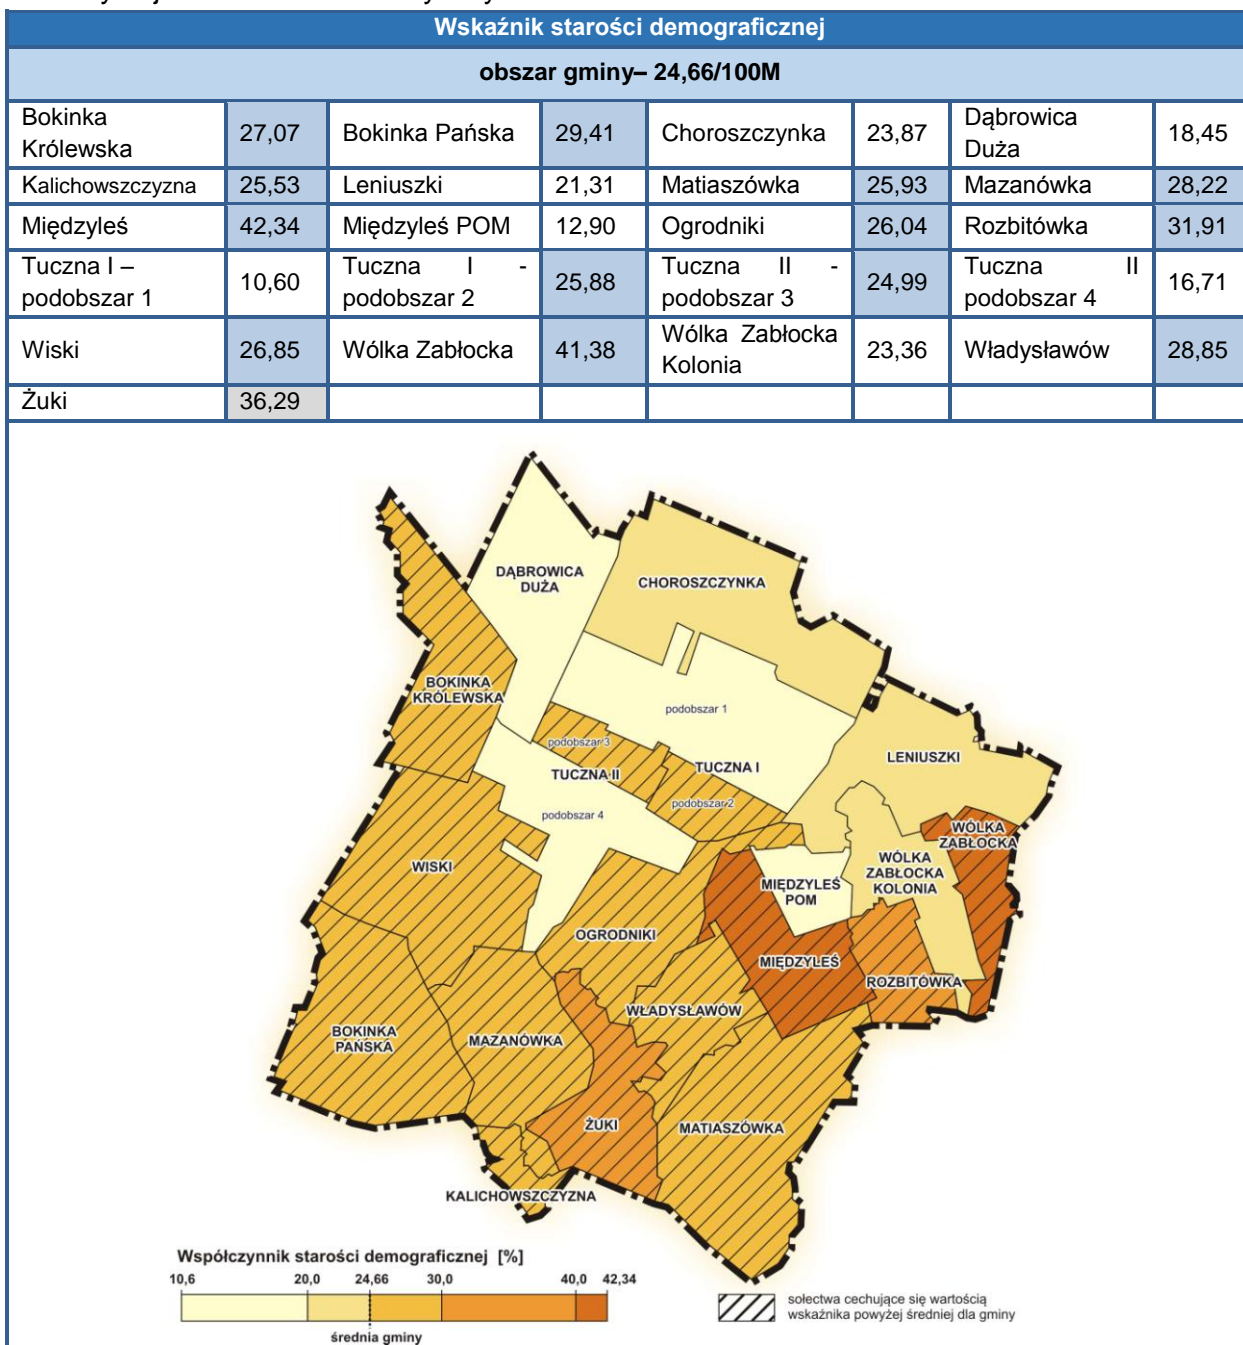 Wskaźnik starości demograficznej
obszar gminy– 24,66/100M
Bokinka Królewska 27,07 Bokinka Pańska 29,41 Choroszczynka 23,87 Dąbrowica Duża 18,45
Kalichowszczyzna 25,53 Leniuszki 21,31 Matiaszówka 25,93 Mazanówka 28,22
Międzyleś 42,34 Międzyleś POM 12,90 Ogrodniki 26,04 Rozbitówka 31,91
Tuczna I – podobszar 1 10,60 Tuczna I - podobszar 2 25,88 Tuczna II - podobszar 3 24,99 Tuczna II podobszar 4 16,71
Wiski 26,85 Wólka Zabłocka 41,38 Wólka Zabłocka Kolonia 23,36 Władysławów 28,85
Żuki 36,29
DĄBROWICA
DUŻA
CHOROSZCZYNKA
BOKINKA
KRÓLEWSKA
podobszar 1
podobszar 3
TUCZNA II
TUCZNA I
LENIUSZKI
podobszar 2
podobszar 4
WÓLKA
ZABŁOCKA
WISKI
WÓLKA
ZABŁOCKA
KOLONIA
MIĘDZYLEŚ
POM
OGRODNIKI
MIĘDZYLEŚ
ROZBITÓWKA
WŁADYSŁAWÓW
BOKINKA
PAŃSKA
MAZANÓWKA
ŻUKI
MATIASZÓWKA
KALICHOWSZCZYZNA
Współczynnik starości demograficznej [%]
10,6 20,0 24,66 30,0 40,0 42,34
średnia gminy
sołectwa cechujące się wartością
wskaźnika powyżej średniej dla gminy